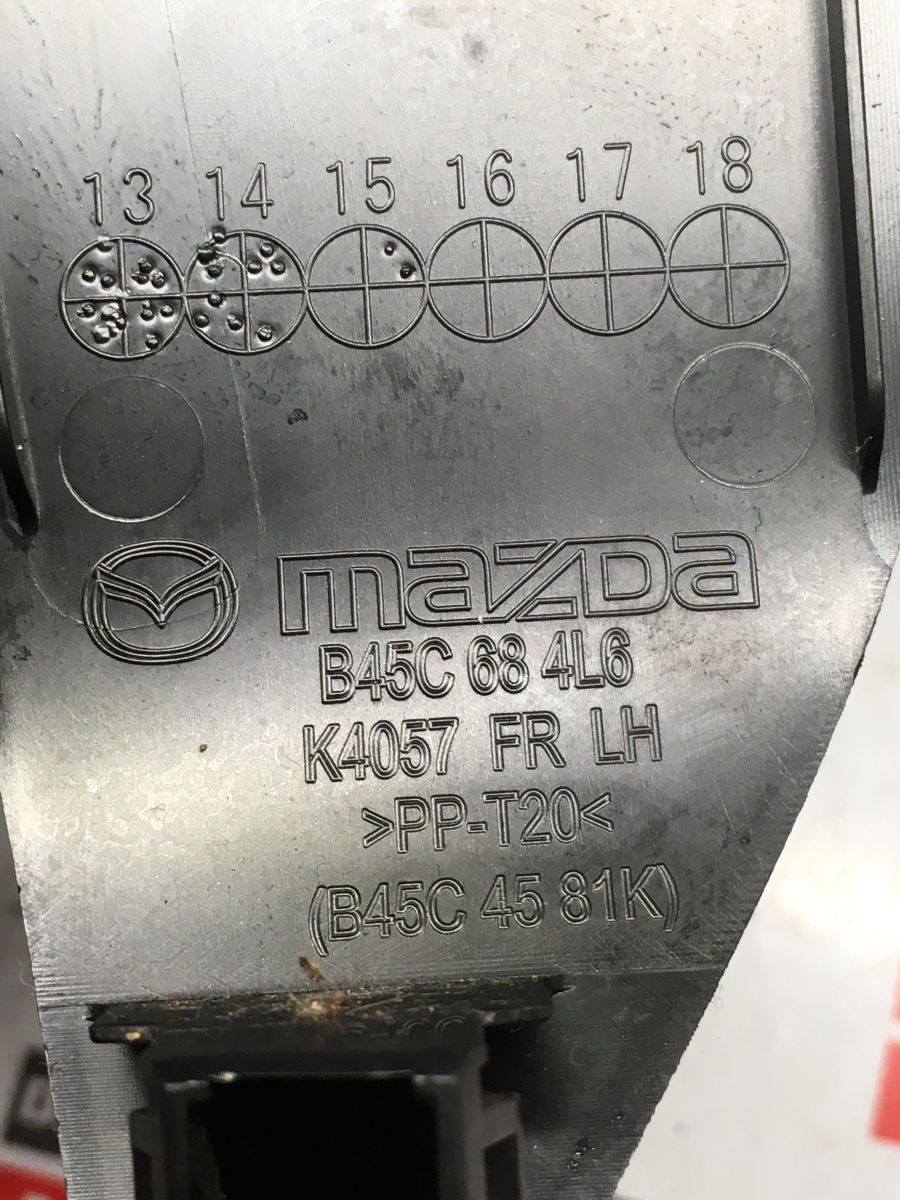 13 14 15 16 17 18
mazda
B45C 68 4L6
K4057 FR LH
>PP-T20<
(B45C 45 81K)